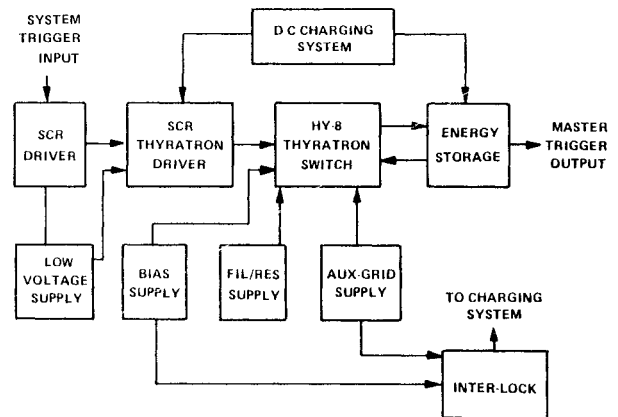 SYSTEM
TRIGGER
INPUT
D C CHARGING
SYSTEM
SCR
DRIVER
SCR
THYRATRON
DRIVER
HY-8
THYRATRON
SWITCH
ENERGY
STORAGE
MASTER
TRIGGER
OUTPUT
LOW
VOLTAGE
SUPPLY
BIAS
SUPPLY
FIL/RES
SUPPLY
AUX-GRID
SUPPLY
TO CHARGING
SYSTEM
INTER-LOCK